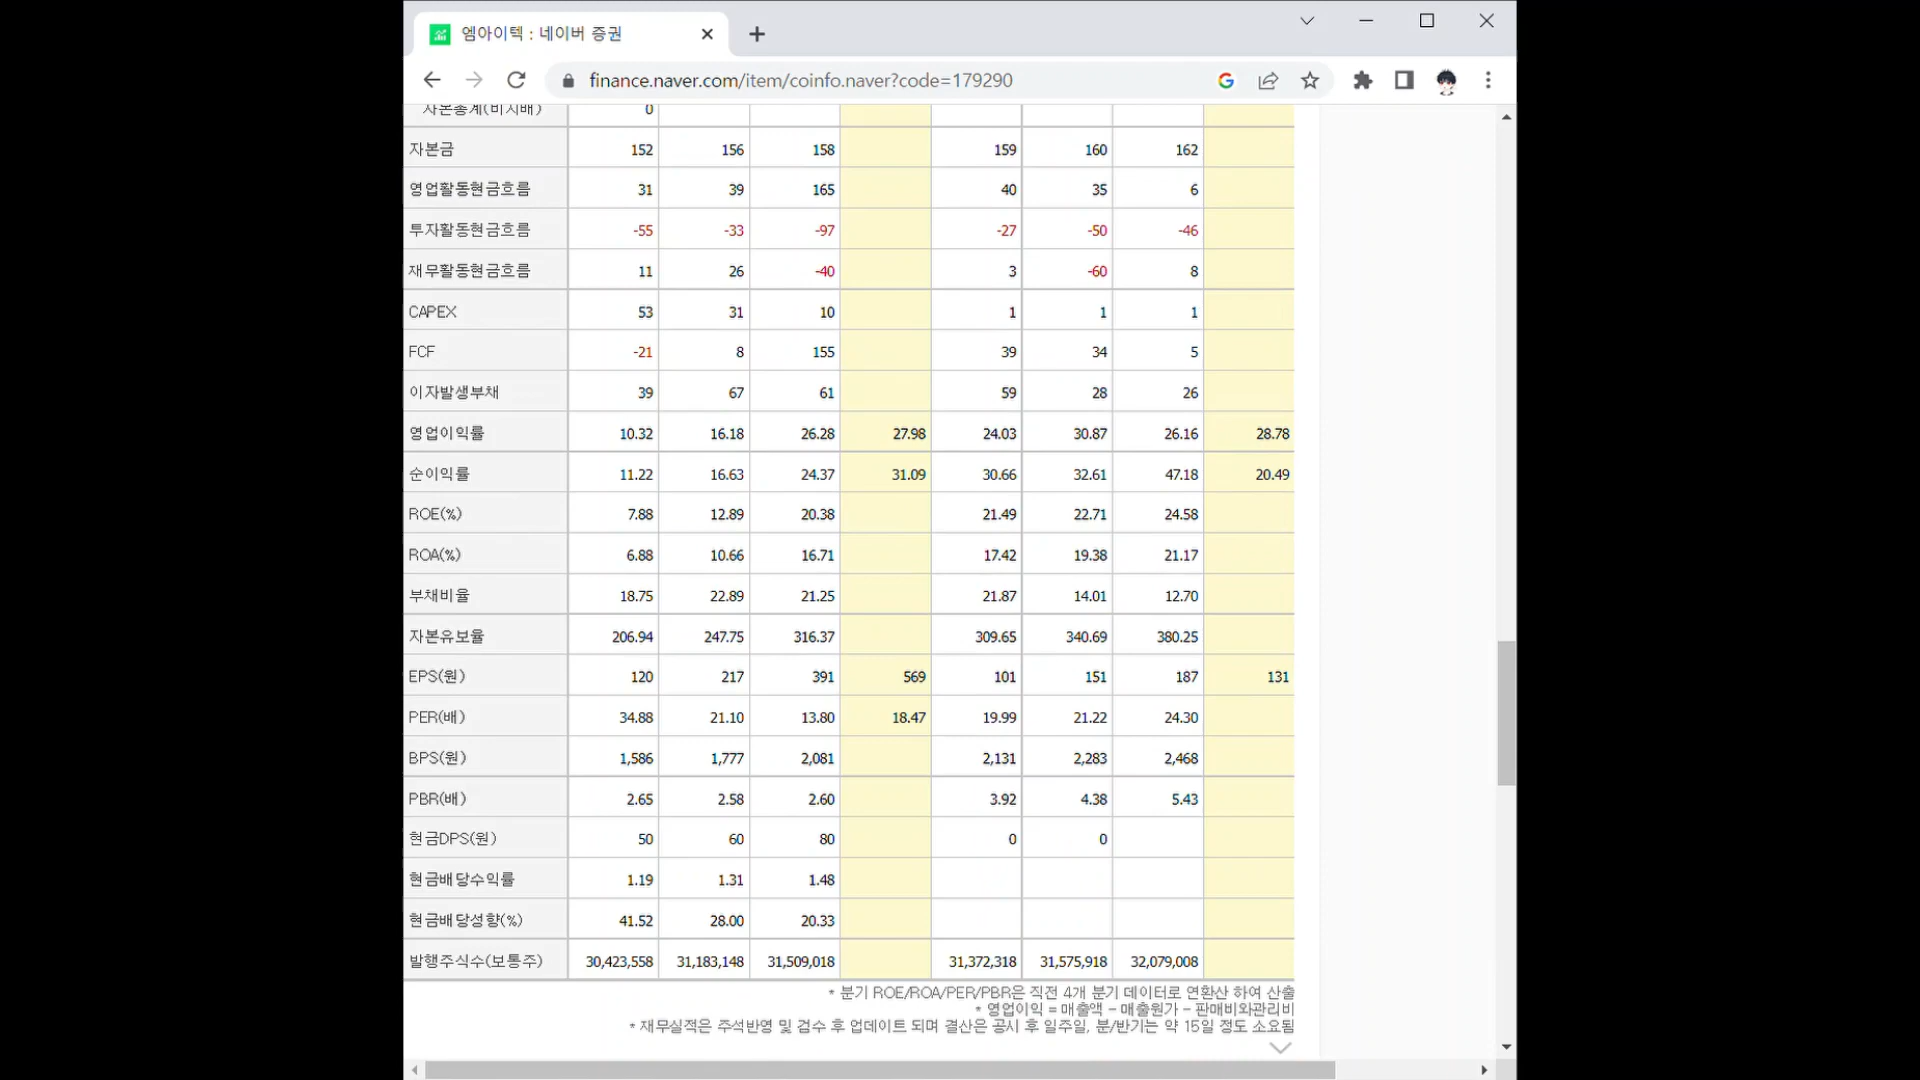 엠아이텍 : 네이버 증권
finance.naver.com/item/coinfo.naver?code=179290
자본총계(비지배) 0
자본금 152 156 158 159 160 162
영업활동현금흐름 31 39 165 40 35 6
투자활동현금흐름 -55 -33 -97 -27 -50 -46
재무활동현금흐름 11 26 -40 3 -60 8
CAPEX 53 31 10 1 1 1
FCF -21 8 155 39 34 5
이자발생부채 39 67 61 59 28 26
영업이익률 10.32 16.18 26.28 27.98 24.03 30.87 26.16 28.78
순이익률 11.22 16.63 24.37 31.09 30.66 32.61 47.18 20.49
ROE(%) 7.88 12.89 20.38 21.49 22.71 24.58
ROA(%) 6.88 10.66 16.71 17.42 19.38 21.17
부채비율 18.75 22.89 21.25 21.87 14.01 12.70
자본유보율 206.94 247.75 316.37 309.65 340.69 380.25
EPS(원) 120 217 391 569 101 151 187 131
PER(배) 34.88 21.10 13.80 18.47 19.99 21.22 24.30
BPS(원) 1,586 1,777 2,081 2,131 2,283 2,468
PBR(배) 2.65 2.58 2.60 3.92 4.38 5.43
현금DPS(원) 50 60 80 0 0
현금배당수익률 1.19 1.31 1.48
현금배당성향(%) 41.52 28.00 20.33
발행주식수(보통주) 30,423,558 31,183,148 31,509,018 31,372,318 31,575,918 32,079,008
* 분기 ROE/ROA/PER/PBR은 직전 4개 분기 데이터로 연환산 하여 산출
* 영업이익 = 매출액 - 매출원가 - 판매비와관리비
* 재무실적은 주석반영 및 검수 후 업데이트 되며 결산은 공시 후 일주일, 분/반기는 약 15일 정도 소요됨